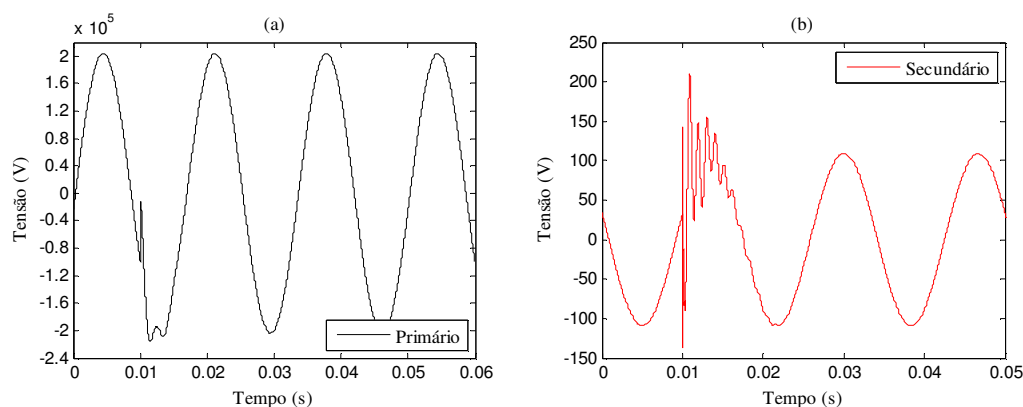 (a)
x 10⁵
2
1.6
1.2
0.8
0.4
0
-0.4
-0.8
-1.2
-1.6
-2
-2.4
Tensão (V)
0 0.01 0.02 0.03 0.04 0.05 0.06
Tempo (s)
Primário
(b)
250
200
150
100
50
0
-50
-100
-150
Tensão (V)
0 0.01 0.02 0.03 0.04 0.05
Tempo (s)
Secundário